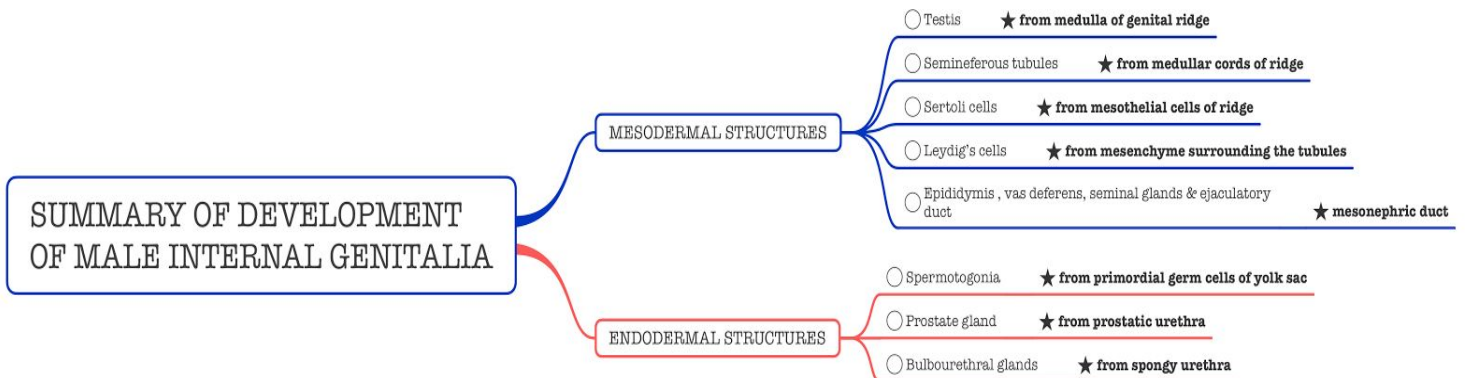 SUMMARY OF DEVELOPMENT
OF MALE INTERNAL GENITALIA
MESODERMAL STRUCTURES
Testis ★ from medulla of genital ridge
Semineferous tubules ★ from medullar cords of ridge
Sertoli cells ★ from mesothelial cells of ridge
Leydig's cells ★ from mesenchyme surrounding the tubules
Epididymis , vas deferens, seminal glands & ejaculatory
duct ★ mesonephric duct
ENDODERMAL STRUCTURES
Spermotogonia ★ from primordial germ cells of yolk sac
Prostate gland ★ from prostatic urethra
Bulbourethral glands ★ from spongy urethra